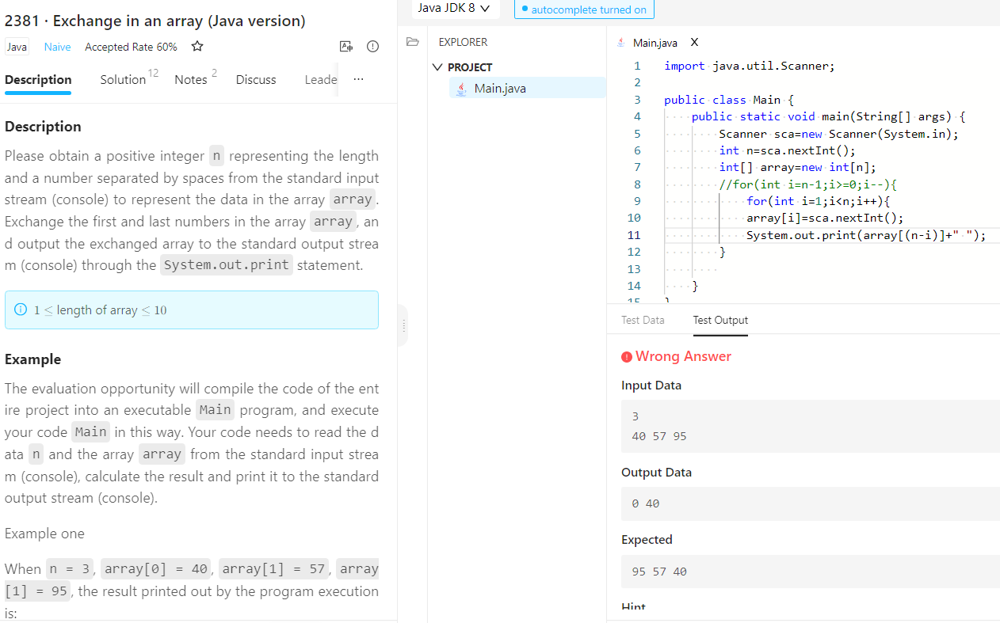 2381 · Exchange in an array (Java version)
Java Naive Accepted Rate 60%
Description Solution 12 Notes 2 Discuss Leade ...
Description
Please obtain a positive integer n representing the length
and a number separated by spaces from the standard input
stream (console) to represent the data in the array array.
Exchange the first and last numbers in the array array, an
d output the exchanged array to the standard output strea
m (console) through the System.out.print statement.
1 ≤ length of array ≤ 10
Example
The evaluation opportunity will compile the code of the ent
ire project into an executable Main program, and execute
your code Main in this way. Your code needs to read the d
ata n and the array array from the standard input strea
m (console), calculate the result and print it to the standard
output stream (console).
Example one
When n = 3, array[0] = 40, array[1] = 57, array
[1] = 95, the result printed out by the program execution
is:
Java JDK 8
autocomplete turned on
EXPLORER
PROJECT
Main.java
Main.java X
1 import java.util.Scanner;
2
3 public class Main {
4 public static void main(String[] args) {
5 Scanner sca=new Scanner(System.in);
6 int n=sca.nextInt();
7 int[] array=new int[n];
8 //for(int i=n-1;i>=0;i--){
9 for(int i=1;i<n;i++){
10 array[i]=sca.nextInt();
11 System.out.print(array[(n-i)]+" ");
12 }
13
14 }
15 }
Test Data Test Output
Wrong Answer
Input Data
3
40 57 95
Output Data
0 40
Expected
95 57 40
Hint